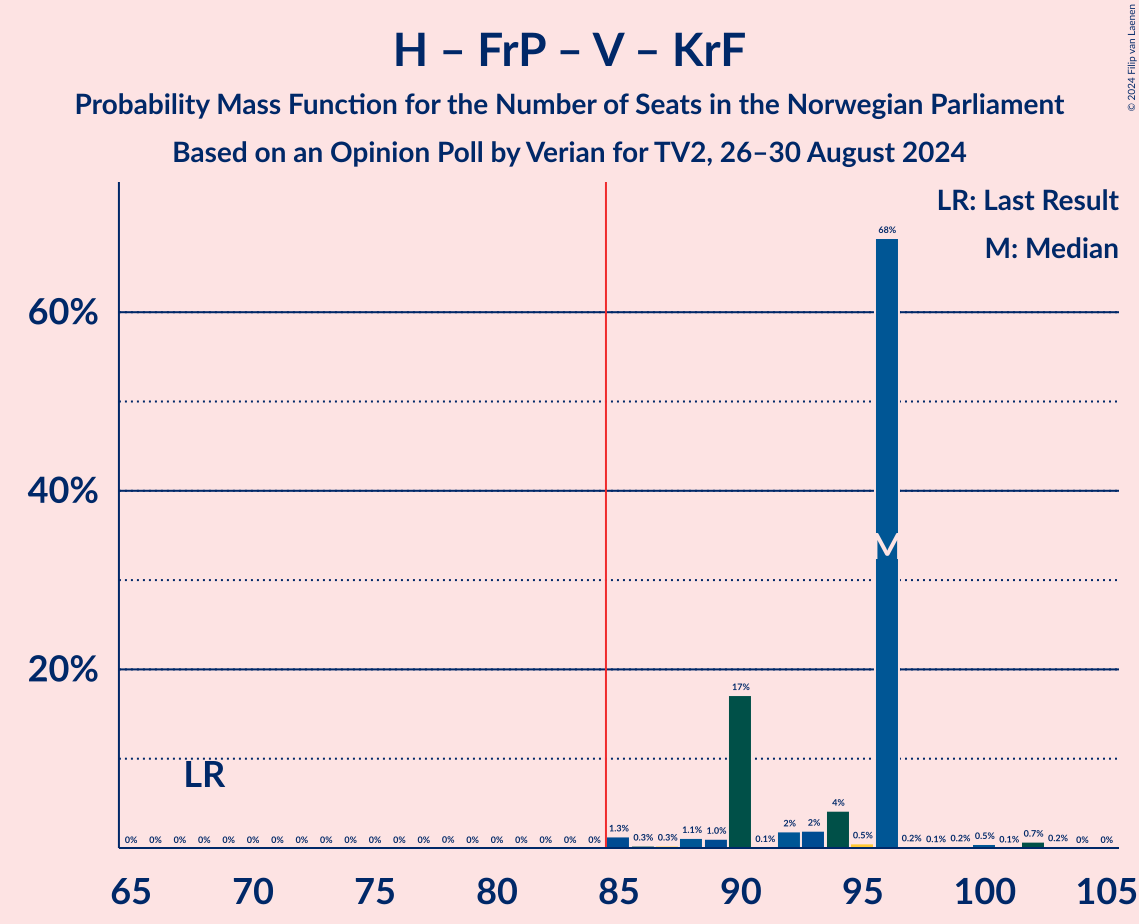 © 2024 Filip van Laenen
H – FrP – V – KrF
Probability Mass Function for the Number of Seats in the Norwegian Parliament
Based on an Opinion Poll by Verian for TV2, 26–30 August 2024
LR: Last Result
M: Median
60%
40%
20%
LR
M
0% 0% 0% 0% 0% 0% 0% 0% 0% 0% 0% 0% 0% 0% 0% 0% 0% 0% 0% 0% 1.3% 0.3% 0.3% 1.1% 1.0% 17% 0.1% 2% 2% 4% 0.5% 68% 0.2% 0.1% 0.2% 0.5% 0.1% 0.7% 0.2% 0% 0%
65 70 75 80 85 90 95 100 105